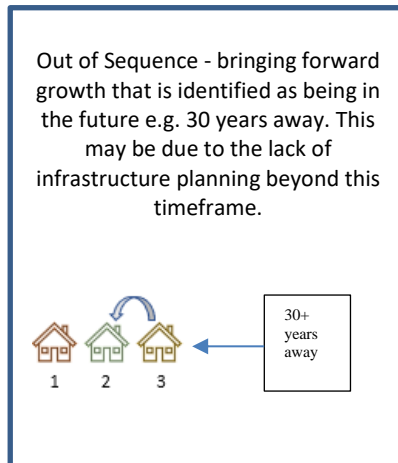 Out of Sequence - bringing forward
growth that is identified as being in
the future e.g. 30 years away. This
may be due to the lack of
infrastructure planning beyond this
timeframe.
30+
years
away
1 2 3